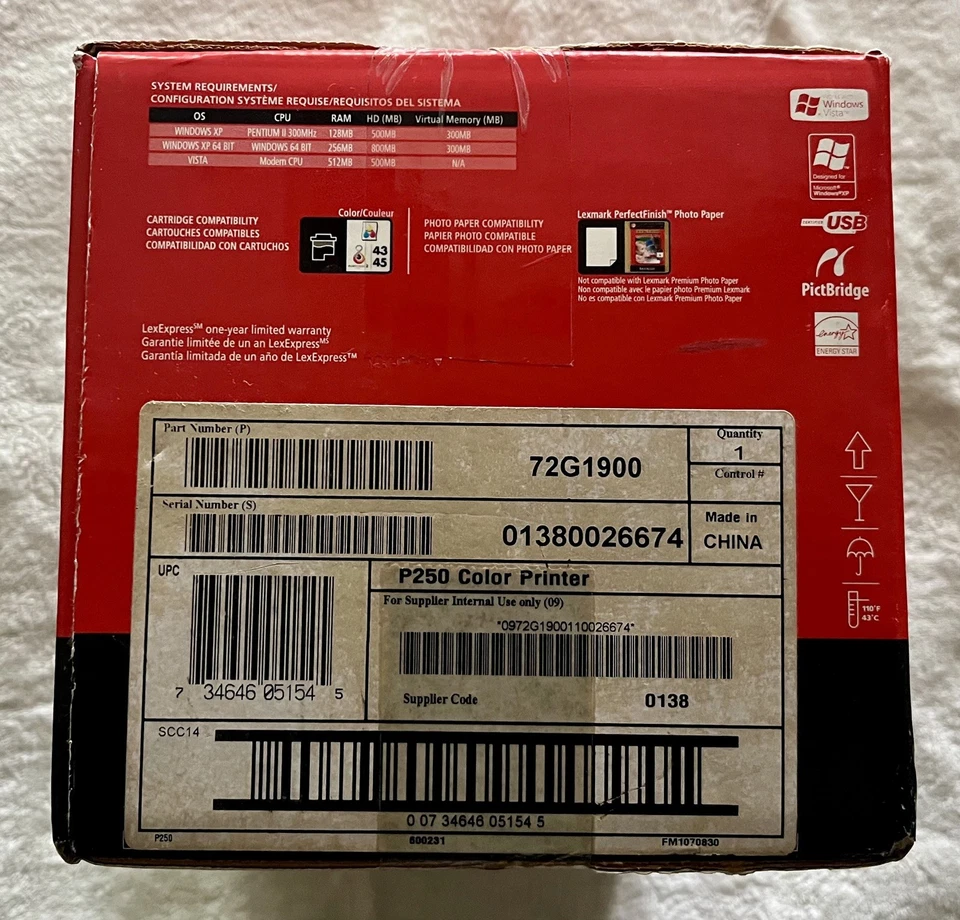 SYSTEM REQUIREMENTS/
CONFIGURATION SYSTÈME REQUISE/REQUISITOS DEL SISTEMA
OS CPU RAM HD (MB) Virtual Memory (MB)
WINDOWS XP PENTIUM II 300MHz 128MB 500MB 300MB
WINDOWS XP 64 BIT WINDOWS 64 BIT 256MB 800MB 300MB
VISTA Modern CPU 512MB 500MB N/A
Windows
Vista™
Designed for
Microsoft®
Windows®XP
CERTIFIED USB
PictBridge
energy
ENERGY STAR
CARTRIDGE COMPATIBILITY
CARTOUCHES COMPATIBLES
COMPATIBILIDAD CON CARTUCHOS
Color/Couleur
43
45
PHOTO PAPER COMPATIBILITY
PAPIER PHOTO COMPATIBLE
COMPATIBILIDAD CON PHOTO PAPER
Lexmark PerfectFinish™ Photo Paper
Not compatible with Lexmark Premium Photo Paper
Non compatible avec le papier photo Premium Lexmark
No es compatible con Lexmark Premium Photo Paper
LexExpress℠ one-year limited warranty
Garantie limitée de un an LexExpressᴹˢ
Garantía limitada de un año de LexExpress™
Part Number (P)
72G1900
Quantity
1
Control #
Serial Number (S)
01380026674
Made in
CHINA
UPC
7 34646 05154 5
P250 Color Printer
For Supplier Internal Use only (09)
*0972G1900110026674*
Supplier Code 0138
110°F
43°C
SCC14
0 07 34646 05154 5
P250 600231 FM1070830